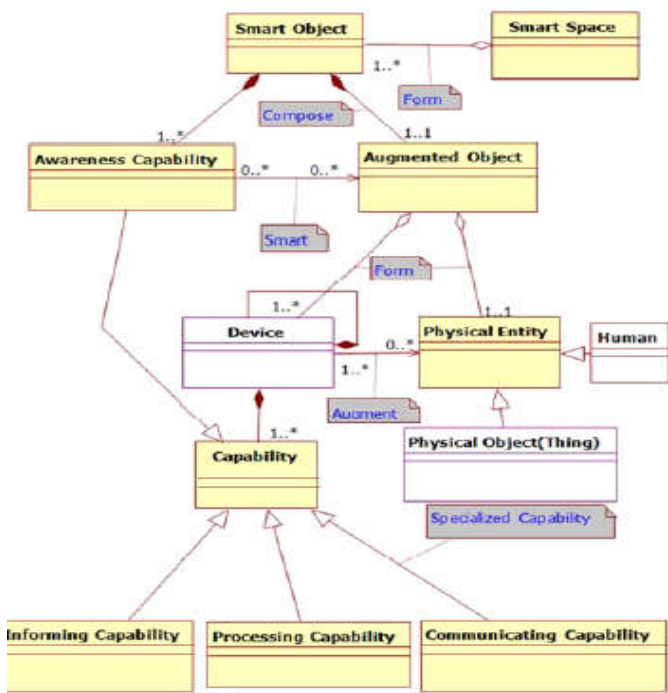 Smart Object
Smart Space
1..*
Form
Compose
1..*
1..1
Awareness Capability
Augmented Object
0..*
0..*
Smart
Form
1..*
1..1
Device
Physical Entity
Human
0..*
1..*
Augment
1..*
Physical Object(Thing)
Capability
Specialized Capability
Informing Capability
Processing Capability
Communicating Capability